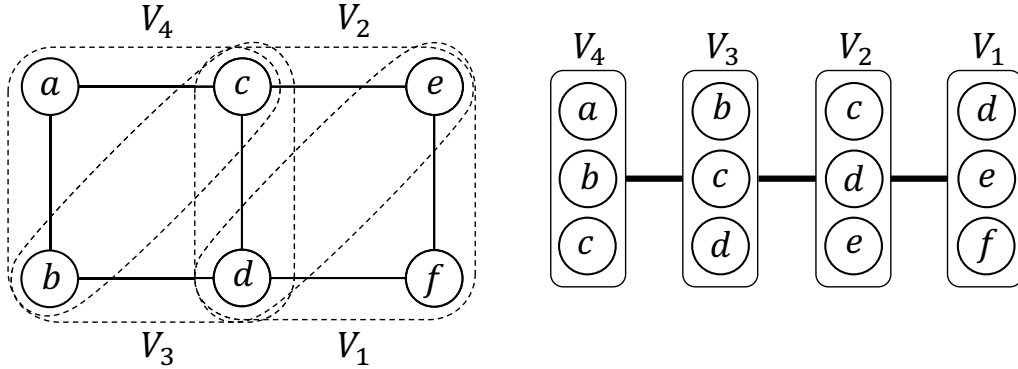 V₄ V₂
a c e
b d f
V₃ V₁
V₄ V₃ V₂ V₁
a b c d
b c d e
c d e f